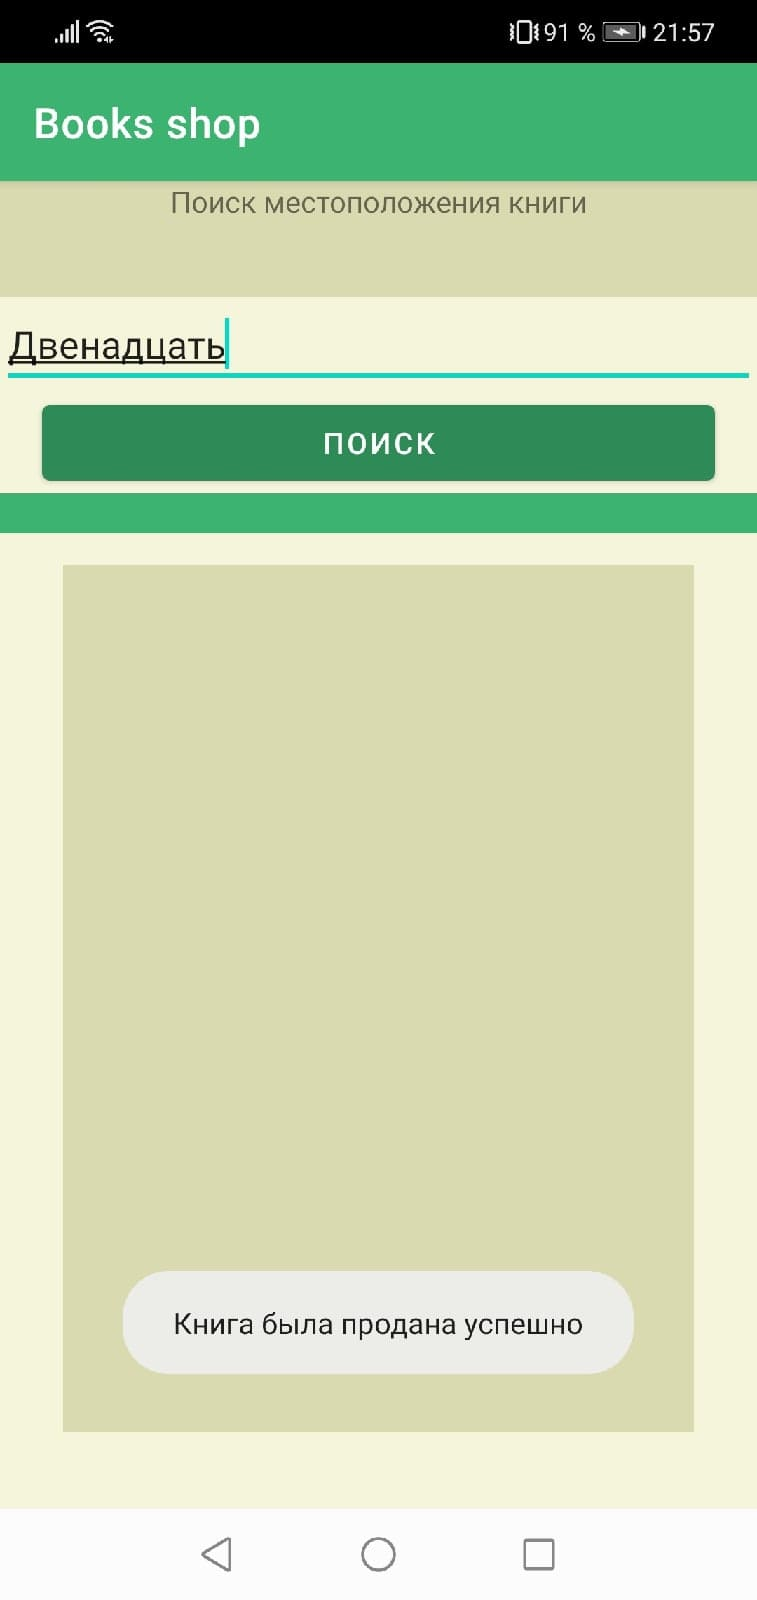 91 % 21:57
Books shop
Поиск местоположения книги
Двенадцать
ПОИСК
Книга была продана успешно